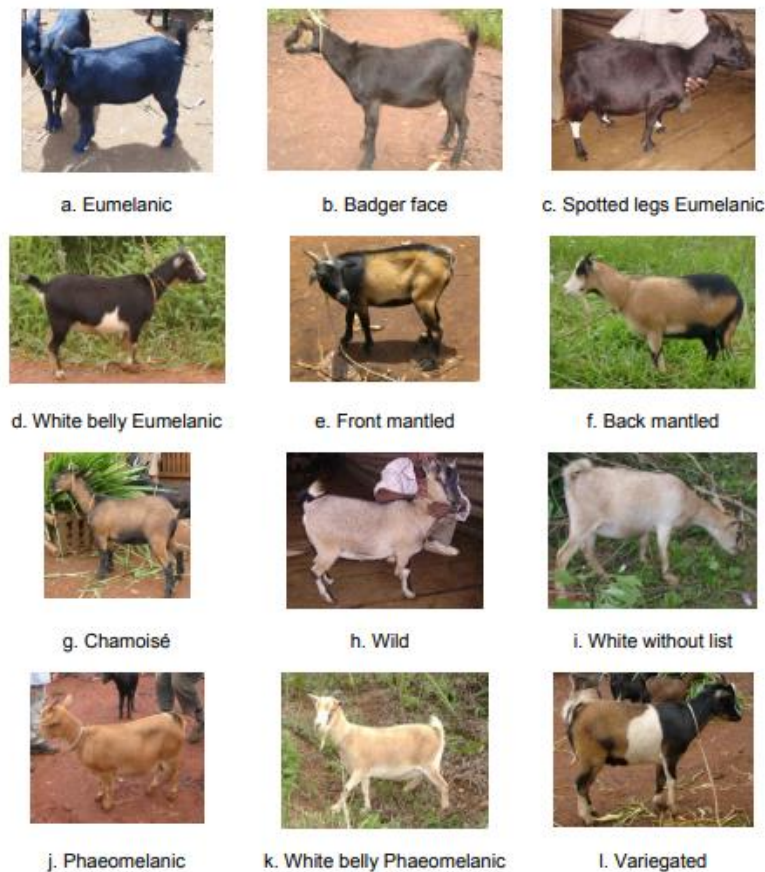 a. Eumelanic
b. Badger face
c. Spotted legs Eumelanic
d. White belly Eumelanic
e. Front mantled
f. Back mantled
g. Chamoisé
h. Wild
i. White without list
j. Phaeomelanic
k. White belly Phaeomelanic
l. Variegated